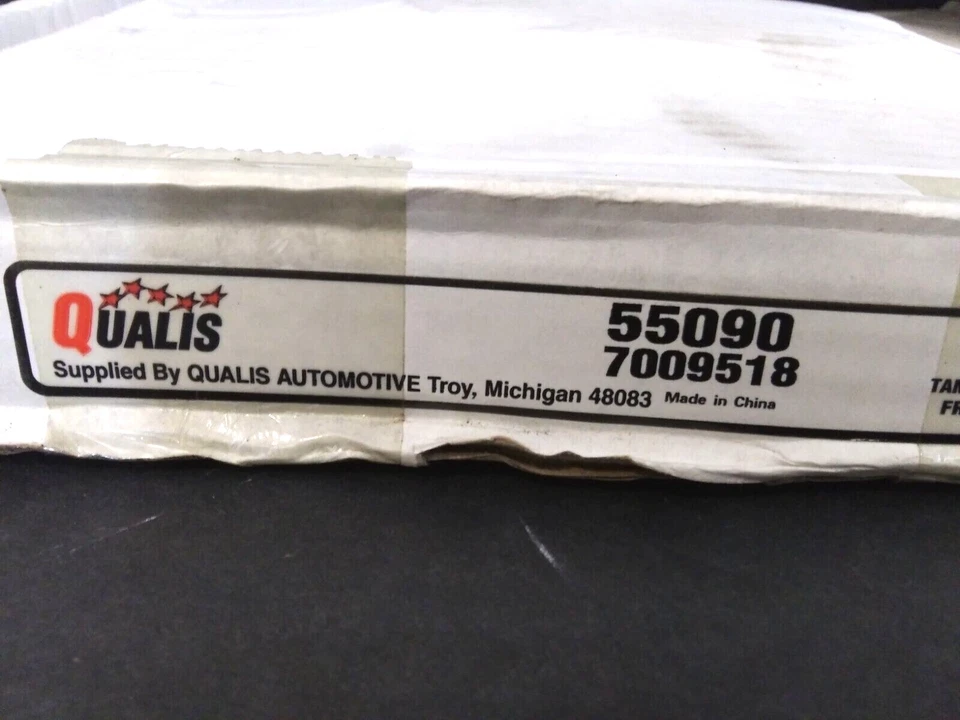 QUALIS
55090
7009518
Supplied By QUALIS AUTOMOTIVE Troy, Michigan 48083 Made in China